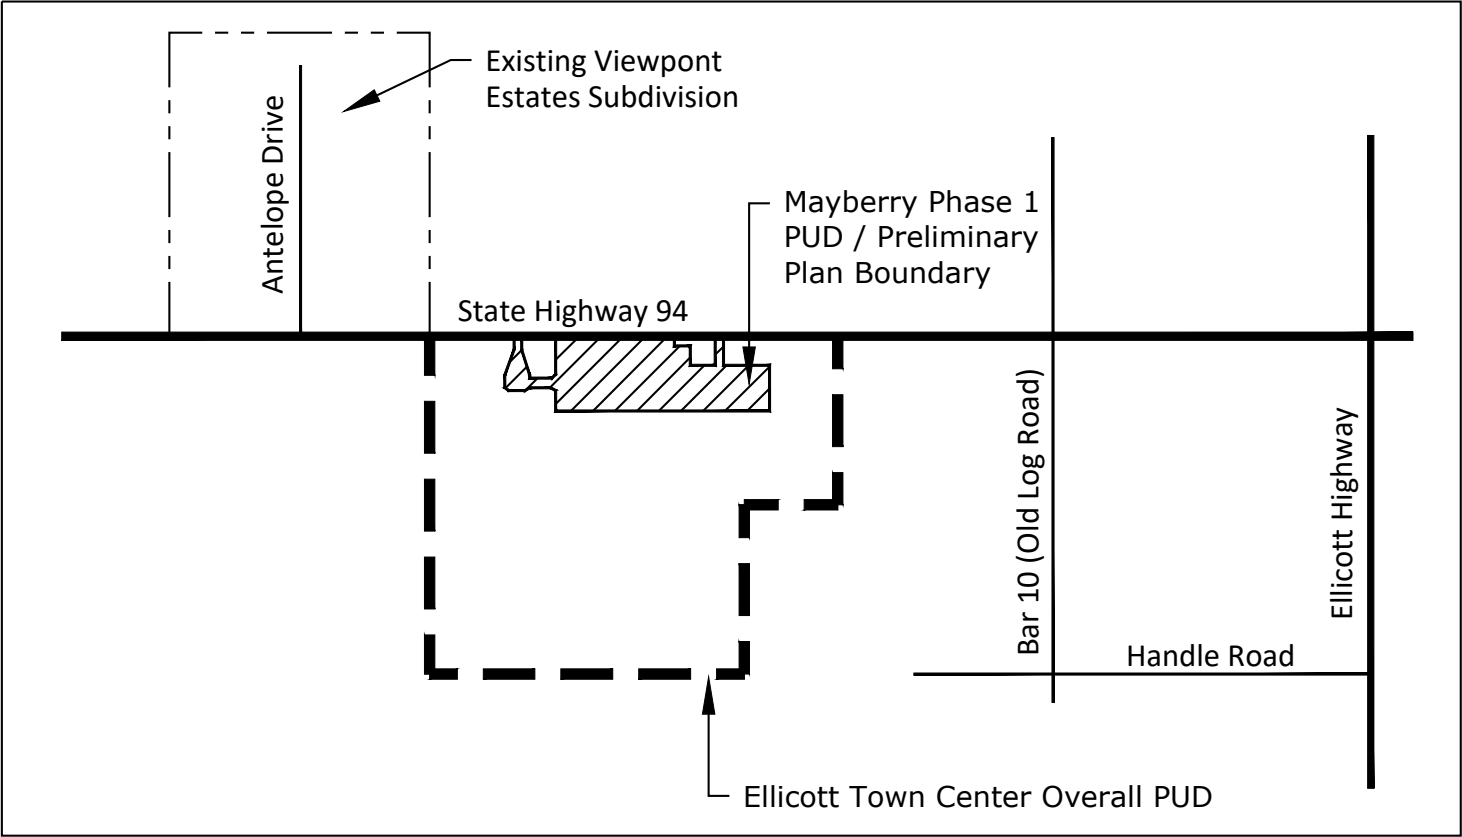 Existing Viewpont
Estates Subdivision
Antelope Drive
Mayberry Phase 1
PUD / Preliminary
Plan Boundary
State Highway 94
Bar 10 (Old Log Road)
Ellicott Highway
Handle Road
Ellicott Town Center Overall PUD